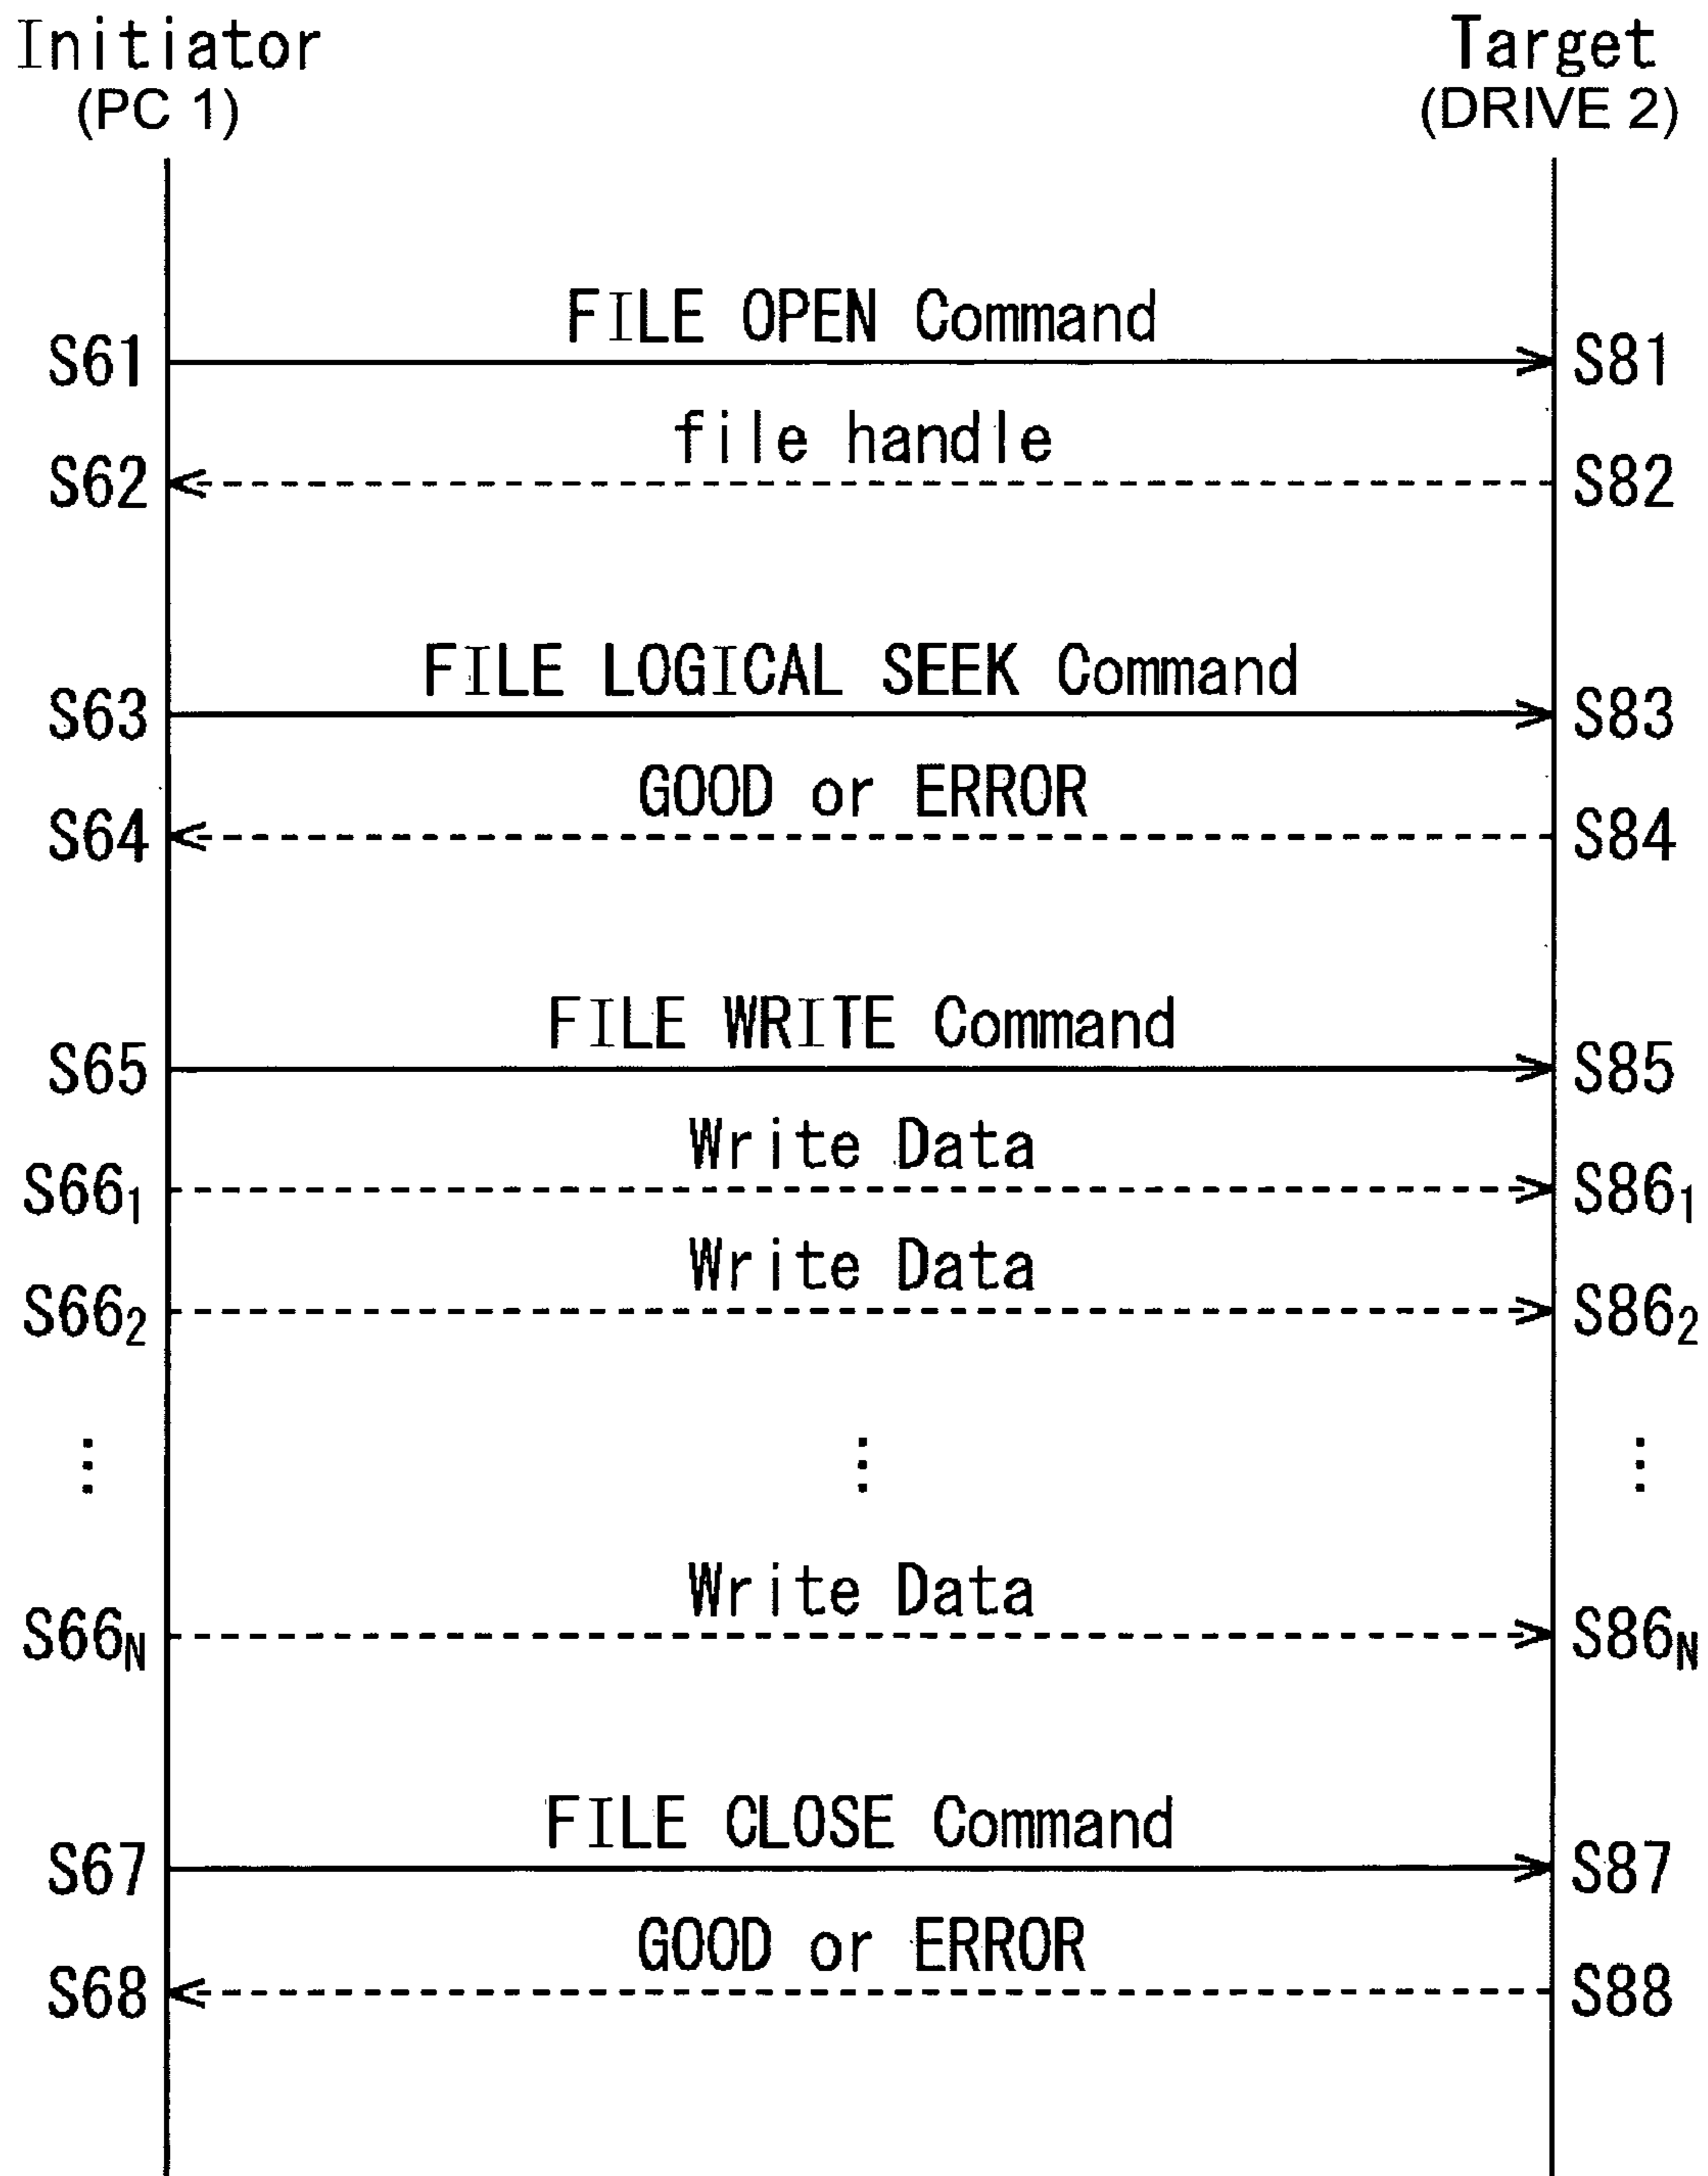 Initiator Target
(PC 1) (DRIVE 2)
FILE OPEN Command
S61 S81
file handle
S62 S82
FILE LOGICAL SEEK Command
S63 S83
GOOD or ERROR
S64 S84
FILE WRITE Command
S65 S85
Write Data
S66₁ S86₁
Write Data
S66₂ S86₂
⋮ ⋮ ⋮
Write Data
S66N S86N
FILE CLOSE Command
S67 S87
GOOD or ERROR
S68 S88